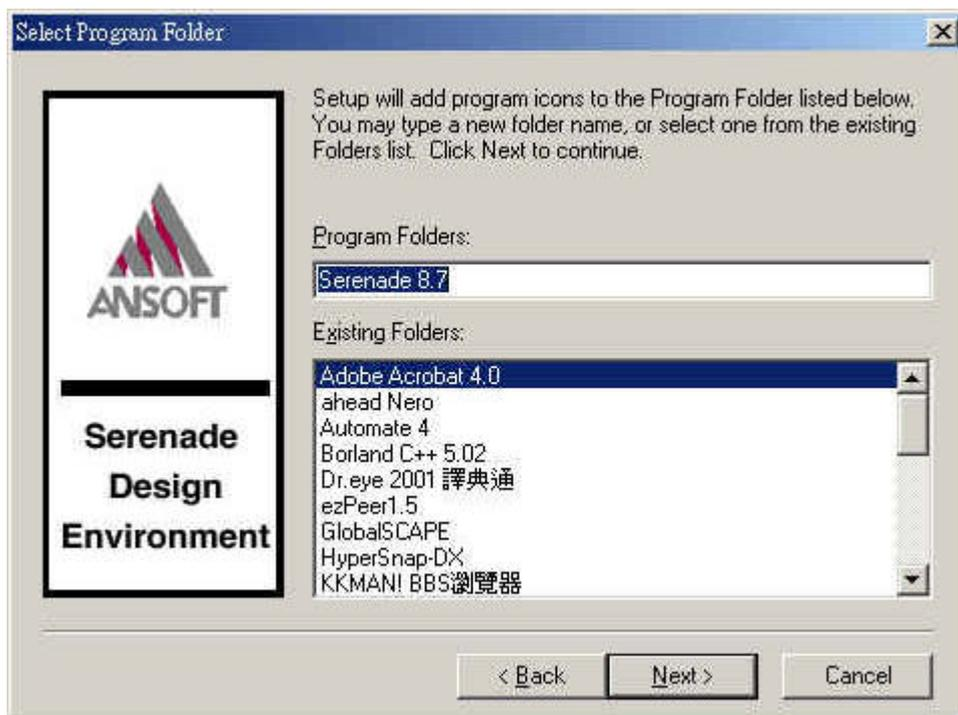 Select Program Folder
ANSOFT
Serenade
Design
Environment
Setup will add program icons to the Program Folder listed below.
You may type a new folder name, or select one from the existing
Folders list. Click Next to continue.
Program Folders:
Serenade 8.7
Existing Folders:
Adobe Acrobat 4.0
ahead Nero
Automate 4
Borland C++ 5.02
Dr.eye 2001 譯典通
ezPeer1.5
GlobalSCAPE
HyperSnap-DX
KKMAN! BBS瀏覽器
< Back
Next >
Cancel